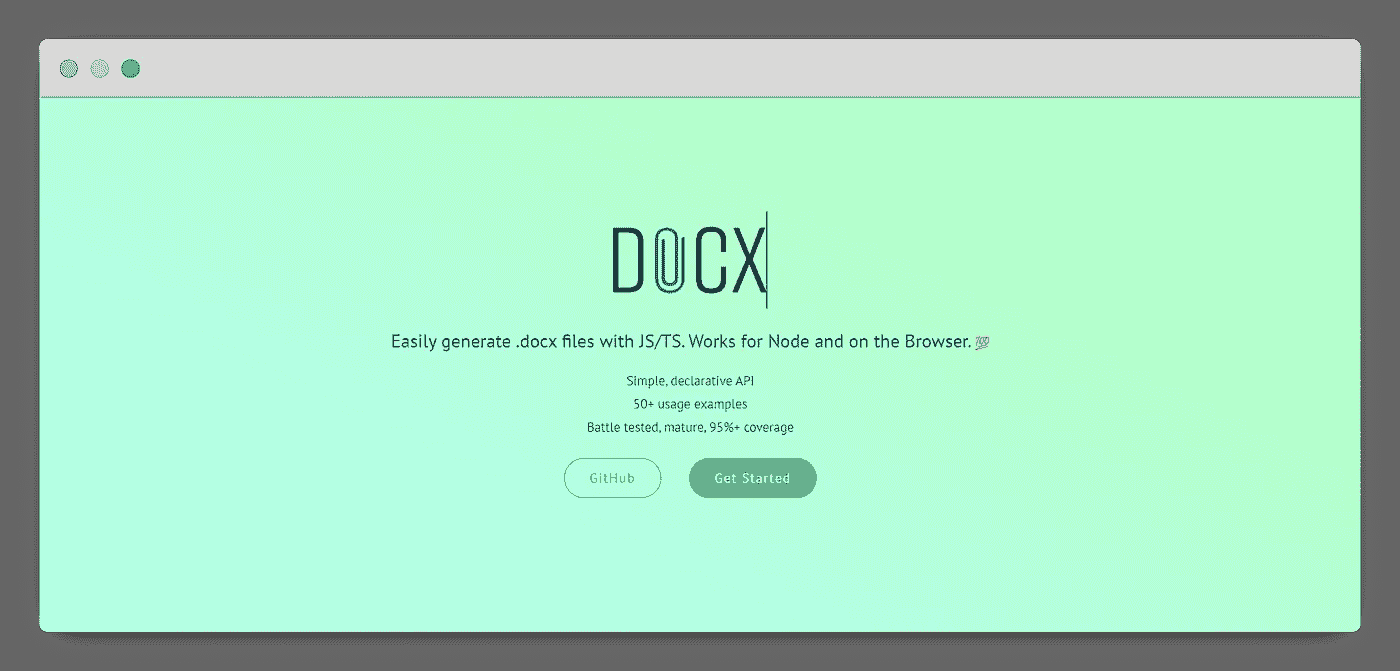 DOCX
Easily generate .docx files with JS/TS. Works for Node and on the Browser. 💯
Simple, declarative API
50+ usage examples
Battle tested, mature, 95%+ coverage
GitHub Get Started